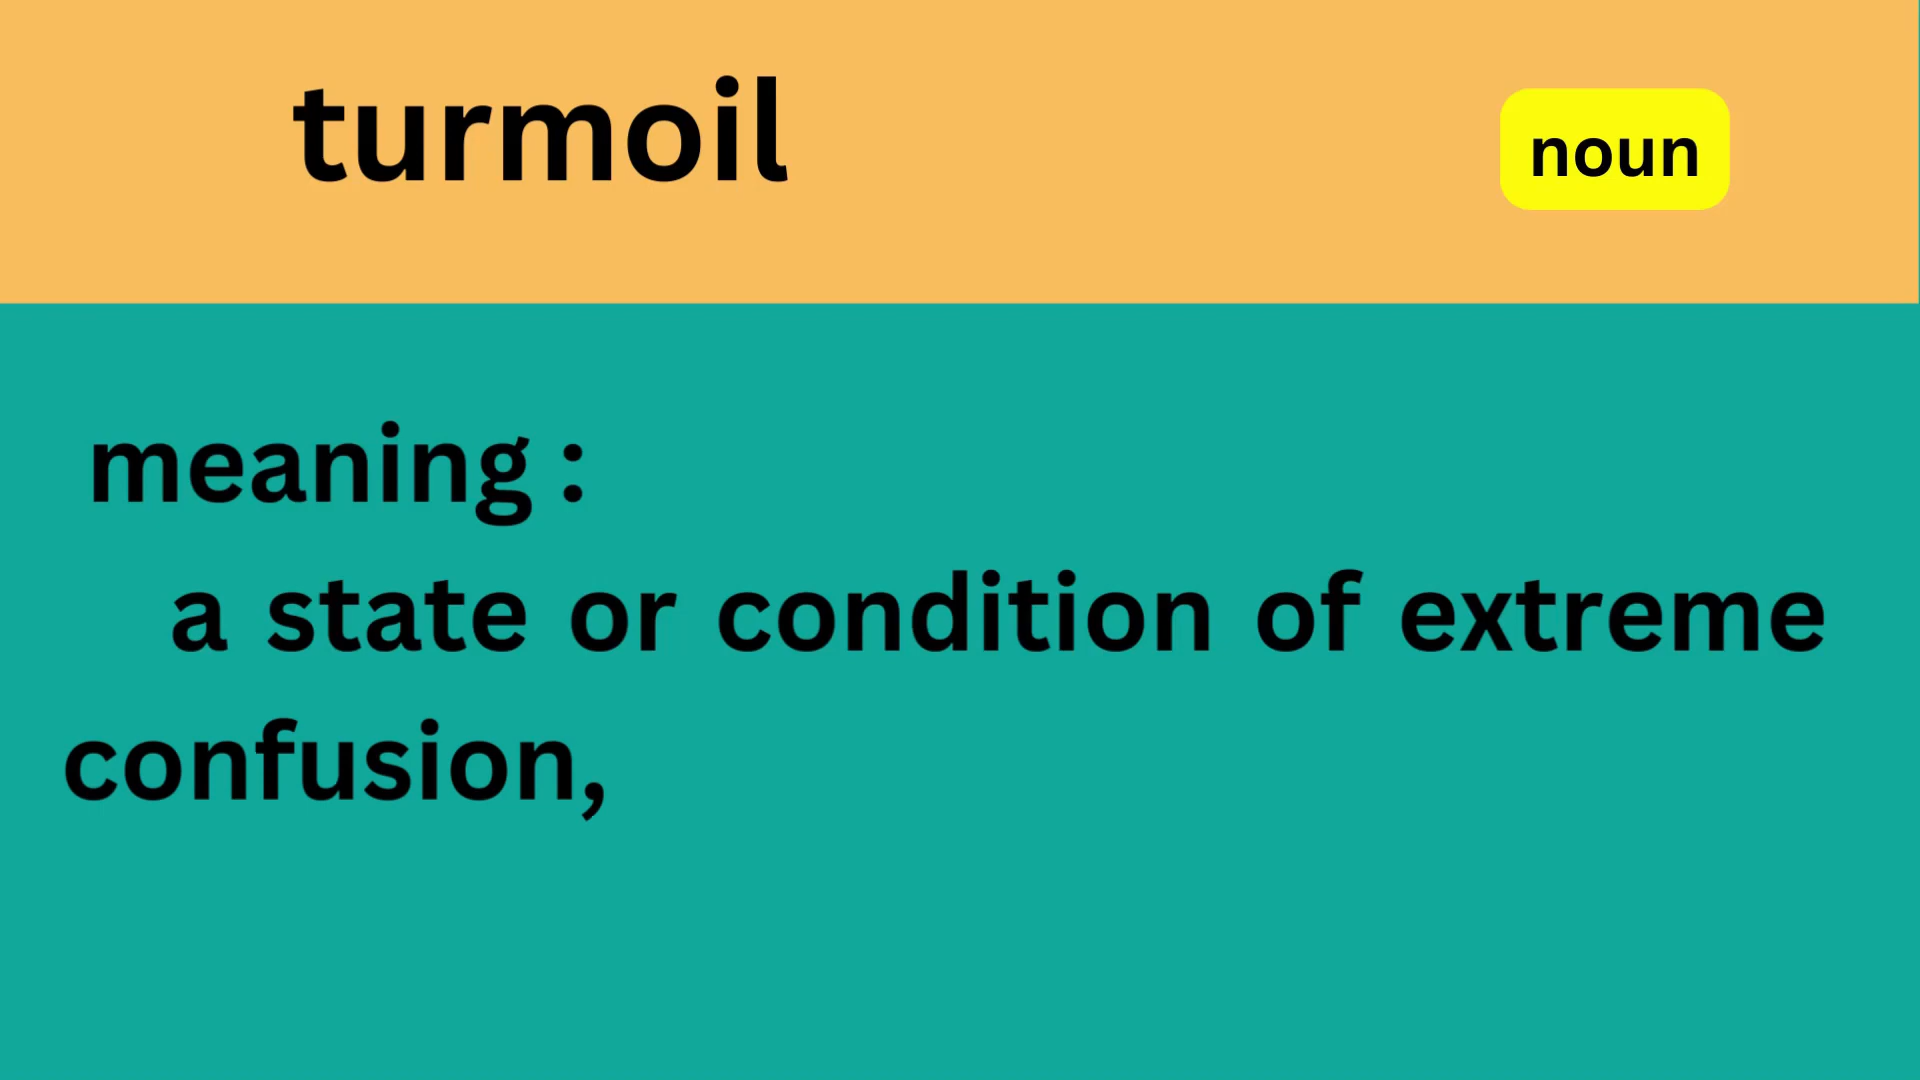 turmoil
noun
meaning :
a state or condition of extreme
confusion,